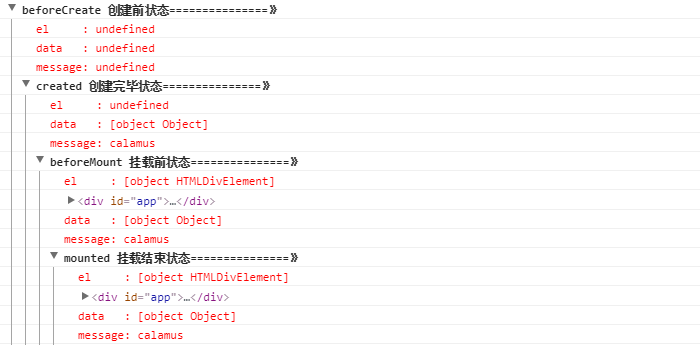 beforeCreate 创建前状态===============》
el     : undefined
data   : undefined
message: undefined
created 创建完毕状态===============》
el     : undefined
data   : [object Object]
message: calamus
beforeMount 挂载前状态===============》
el     : [object HTMLDivElement]
<div id="app">…</div>
data   : [object Object]
message: calamus
mounted 挂载结束状态===============》
el     : [object HTMLDivElement]
<div id="app">…</div>
data   : [object Object]
message: calamus